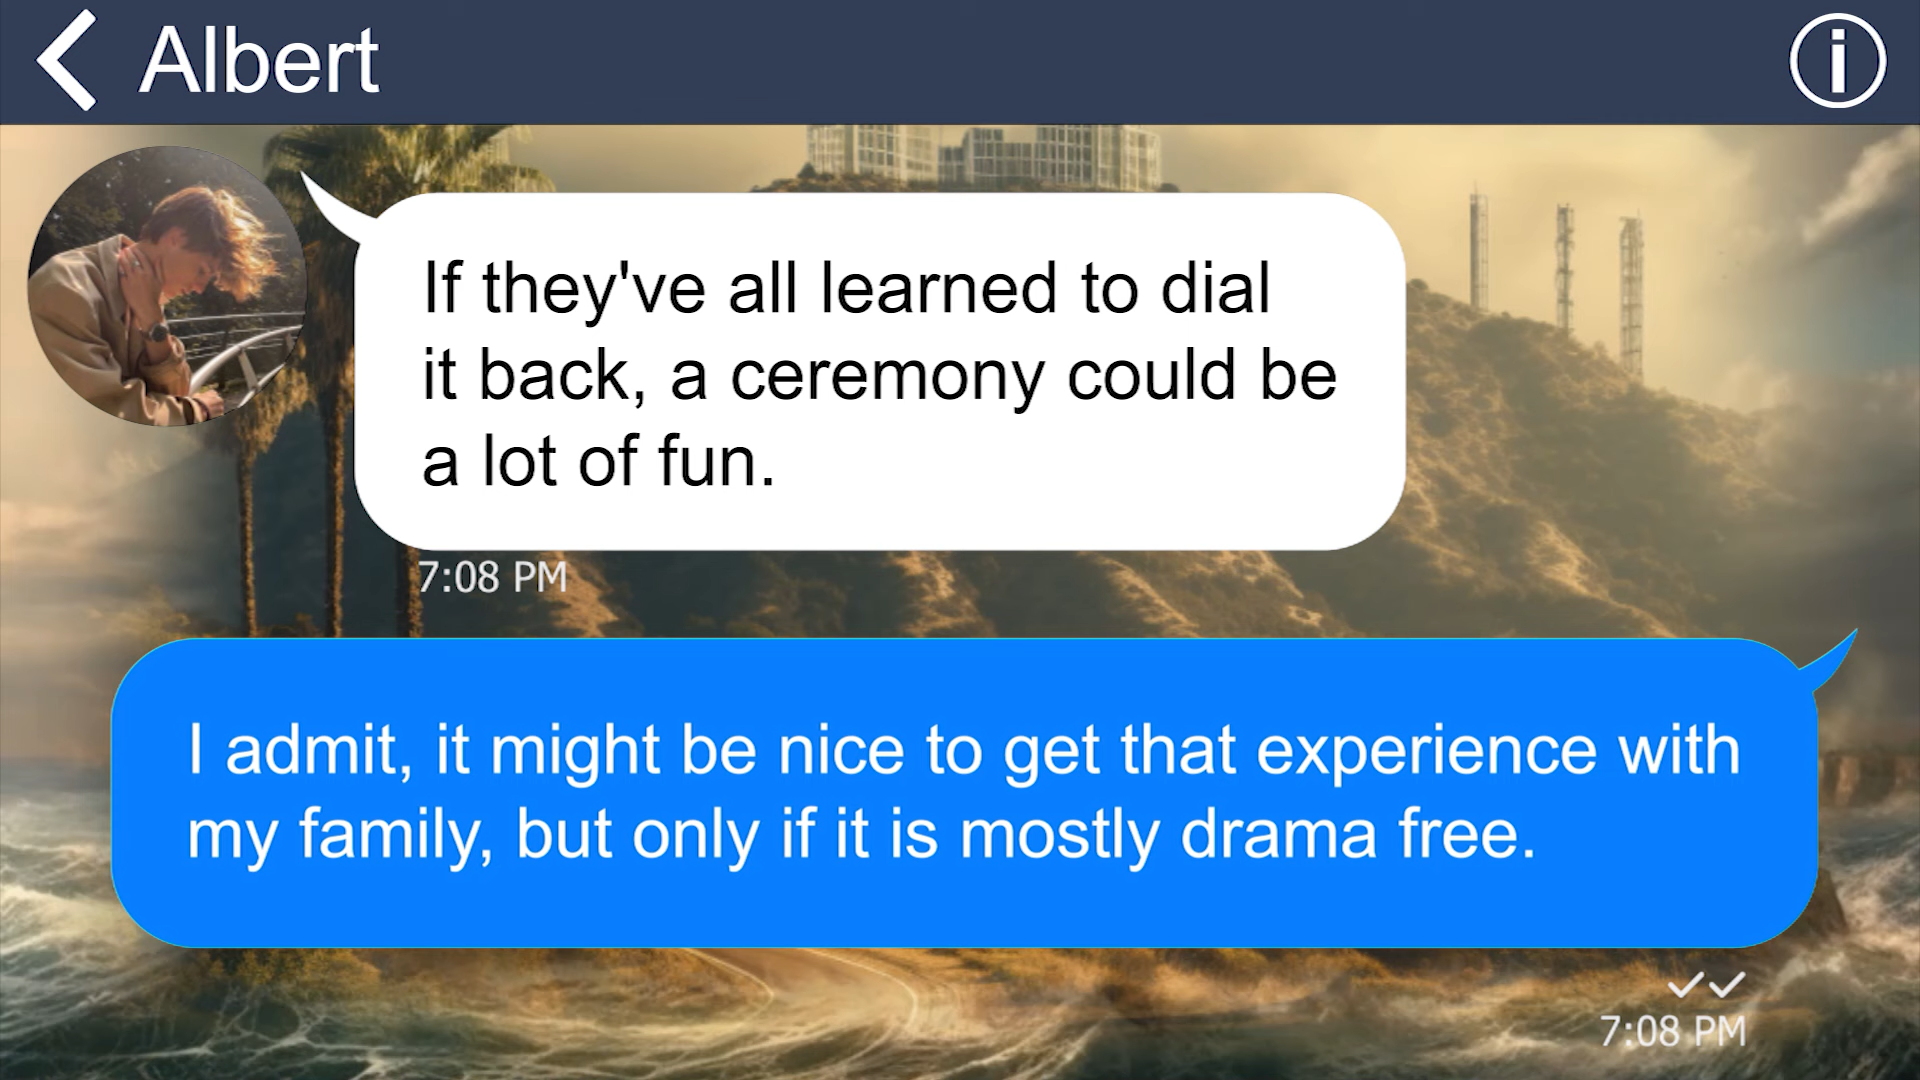 Albert
If they've all learned to dial
it back, a ceremony could be
a lot of fun.
7:08 PM
I admit, it might be nice to get that experience with
my family, but only if it is mostly drama free.
7:08 PM